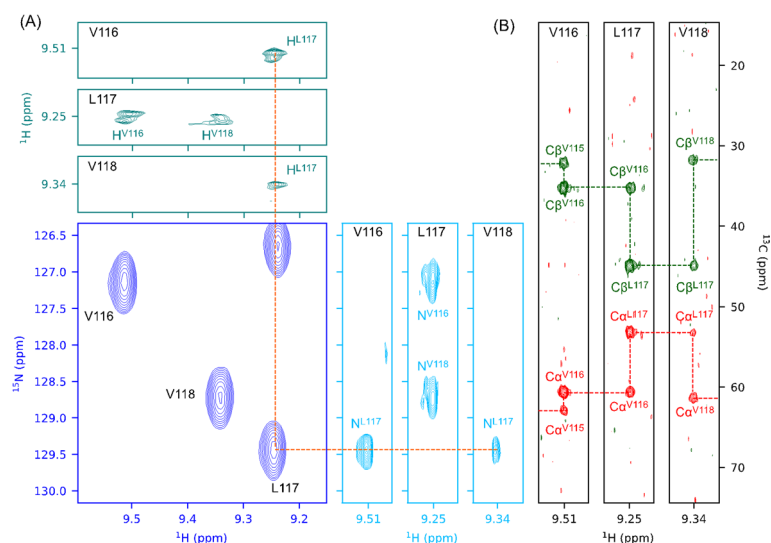 (A)
(B)
V116
H^L117
9.51
L117
9.25
H^V116
H^V118
V118
H^L117
9.34
¹H (ppm)
126.5
127.0
127.5
128.0
128.5
129.0
129.5
130.0
¹⁵N (ppm)
V116
V118
L117
9.5
9.4
9.3
9.2
¹H (ppm)
V116
L117
V118
N^V116
N^V118
N^L117
N^L117
9.51
9.25
9.34
¹H (ppm)
V116
L117
V118
Cβ^V115
Cβ^V116
Cβ^V118
Cβ^V116
Cβ^L117
Cβ^L117
Cα^L117
Cα^L117
Cα^V116
Cα^V115
Cα^V116
Cα^V118
20
30
40
50
60
70
¹³C (ppm)
9.51
9.25
9.34
¹H (ppm)